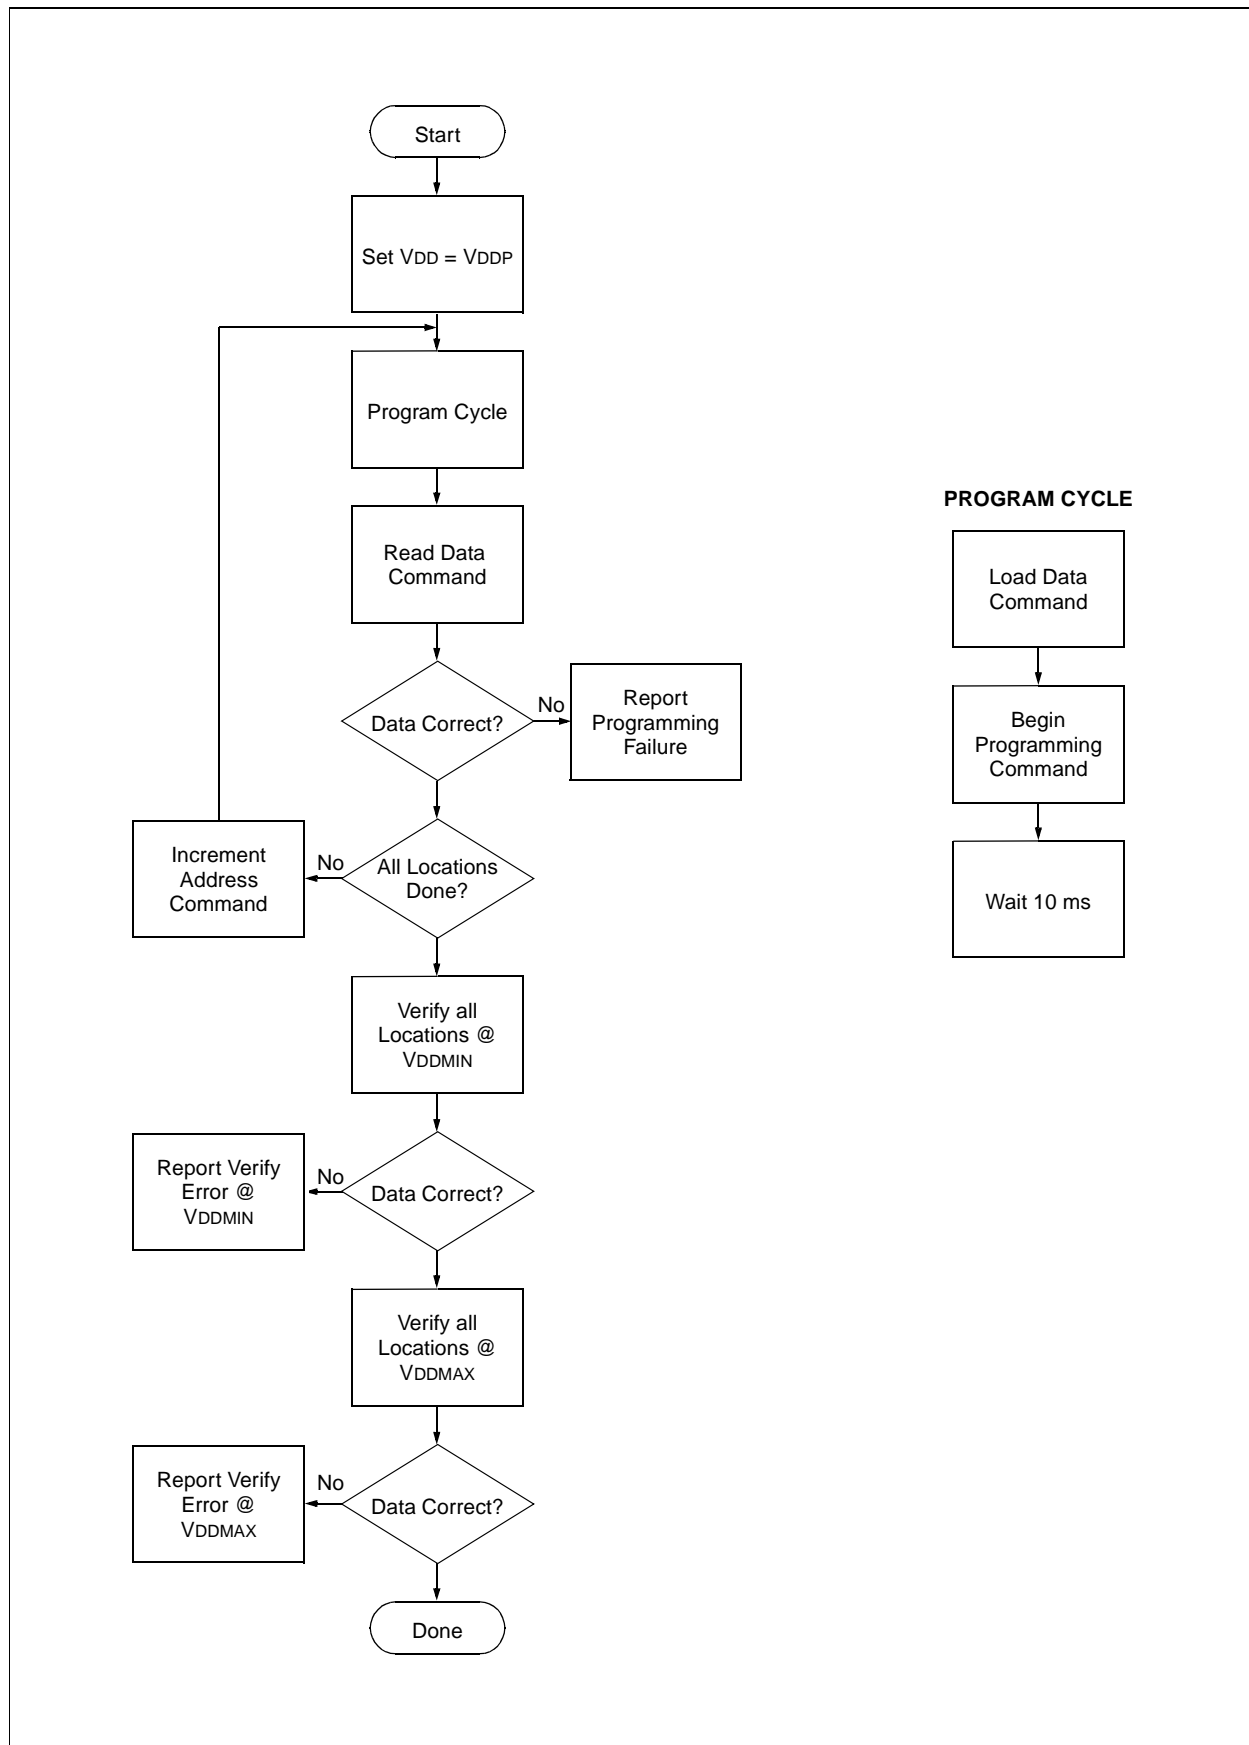 Start
Set VDD = VDDP
Program Cycle
Read Data
Command
Data Correct?
No
Report
Programming
Failure
All Locations
Done?
No
Increment
Address
Command
Verify all
Locations @
VDDMIN
Data Correct?
No
Report Verify
Error @
VDDMIN
Verify all
Locations @
VDDMAX
Data Correct?
No
Report Verify
Error @
VDDMAX
Done
PROGRAM CYCLE
Load Data
Command
Begin
Programming
Command
Wait 10 ms